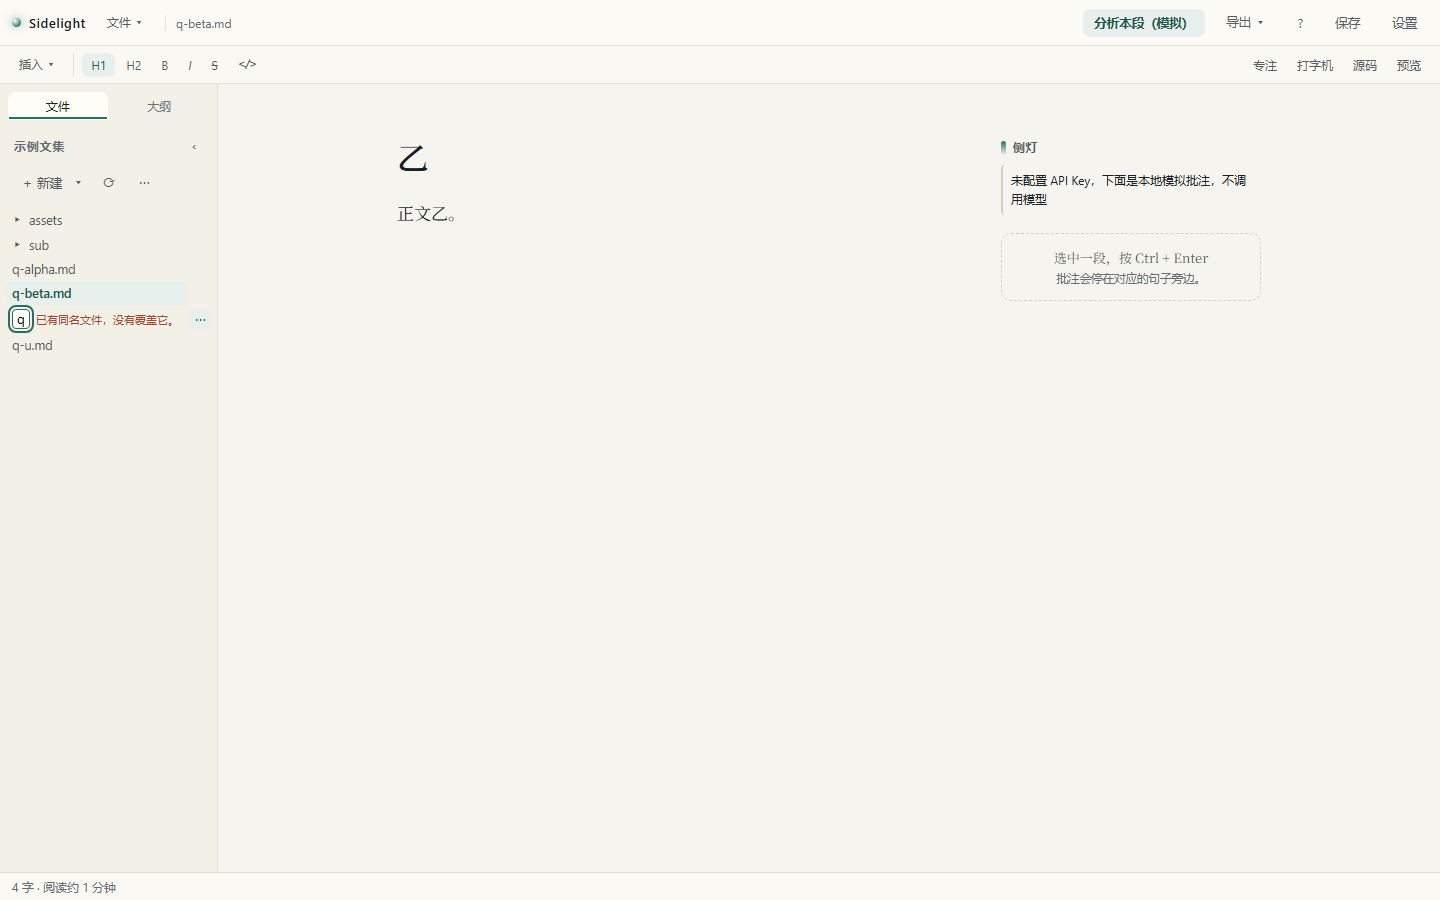 Sidelight 文件 q-beta.md 分析本段（模拟） 导出 ? 保存 设置
插入 H1 H2 B I S </> 专注 打字机 源码 预览
文件 大纲
示例文集 ‹
+ 新建 ···
assets
sub
q-alpha.md
q-beta.md
q 已有同名文件，没有覆盖它。 ···
q-u.md
乙
正文乙。
侧灯
未配置 API Key，下面是本地模拟批注，不调
用模型
选中一段，按 Ctrl + Enter
批注会停在对应的句子旁边。
4 字 · 阅读约 1 分钟